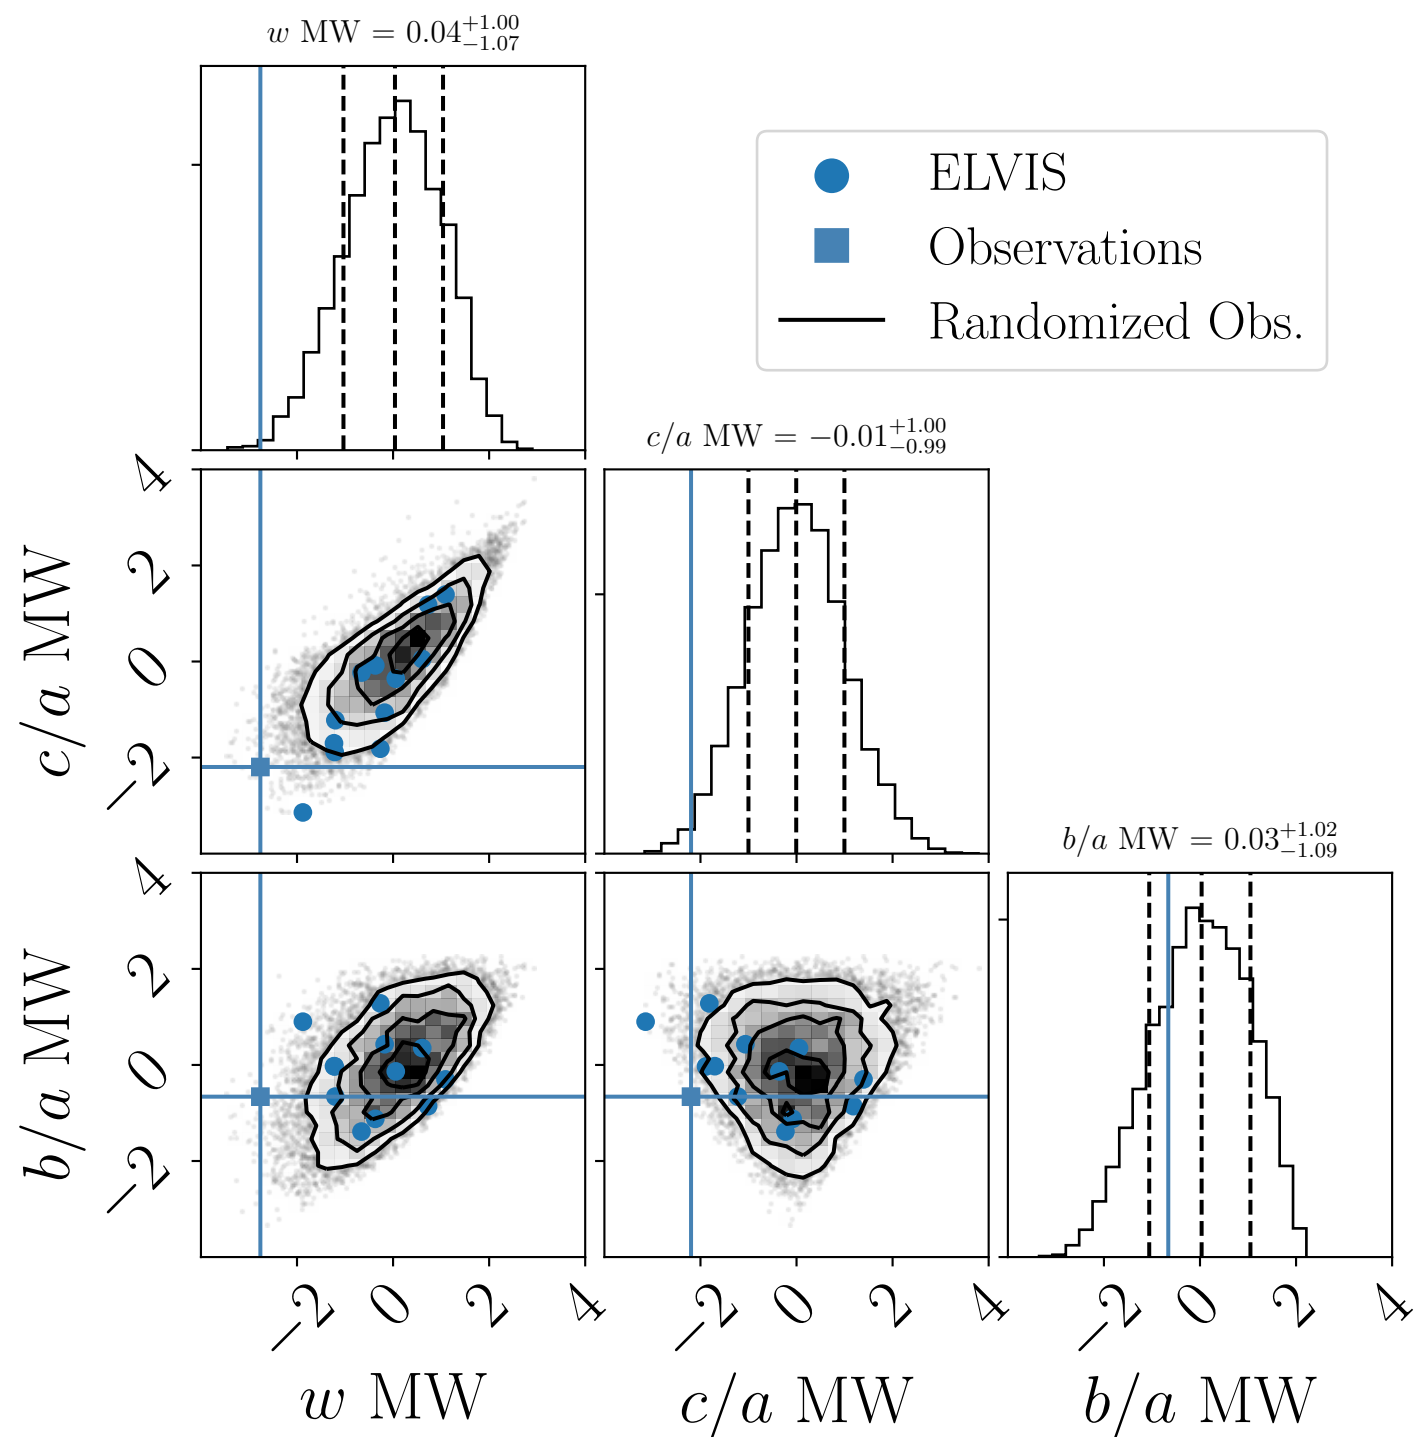 w MW = 0.04+1.00−1.07
ELVIS
Observations
Randomized Obs.
c/a MW = −0.01+1.00−0.99
4
2
0
−2
c/a MW
b/a MW = 0.03+1.02−1.09
4
2
0
−2
b/a MW
−2 0 2 4
−2 0 2 4
−2 0 2 4
w MW
c/a MW
b/a MW